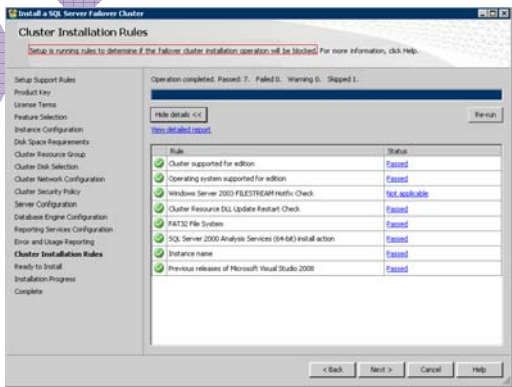 Install a SQL Server Failover Cluster
Cluster Installation Rules
Setup is running rules to determine if the failover cluster installation operation will be blocked. For more information, click Help.
Setup Support Rules
Product Key
License Terms
Feature Selection
Instance Configuration
Disk Space Requirements
Cluster Resource Group
Cluster Disk Selection
Cluster Network Configuration
Cluster Security Policy
Server Configuration
Database Engine Configuration
Reporting Services Configuration
Error and Usage Reporting
Cluster Installation Rules
Ready to Install
Installation Progress
Complete
Operation completed. Passed: 7. Failed 0. Warning 0. Skipped 1.
Hide details <<
Re-run
View detailed report
Rule Status
Cluster supported for edition Passed
Operating system supported for edition Passed
Windows Server 2003 FILESTREAM Hotfix Check Not applicable
Cluster Resource DLL Update Restart Check Passed
FAT32 File System Passed
SQL Server 2000 Analysis Services (64-bit) install action Passed
Instance name Passed
Previous releases of Microsoft Visual Studio 2008 Passed
< Back Next > Cancel Help